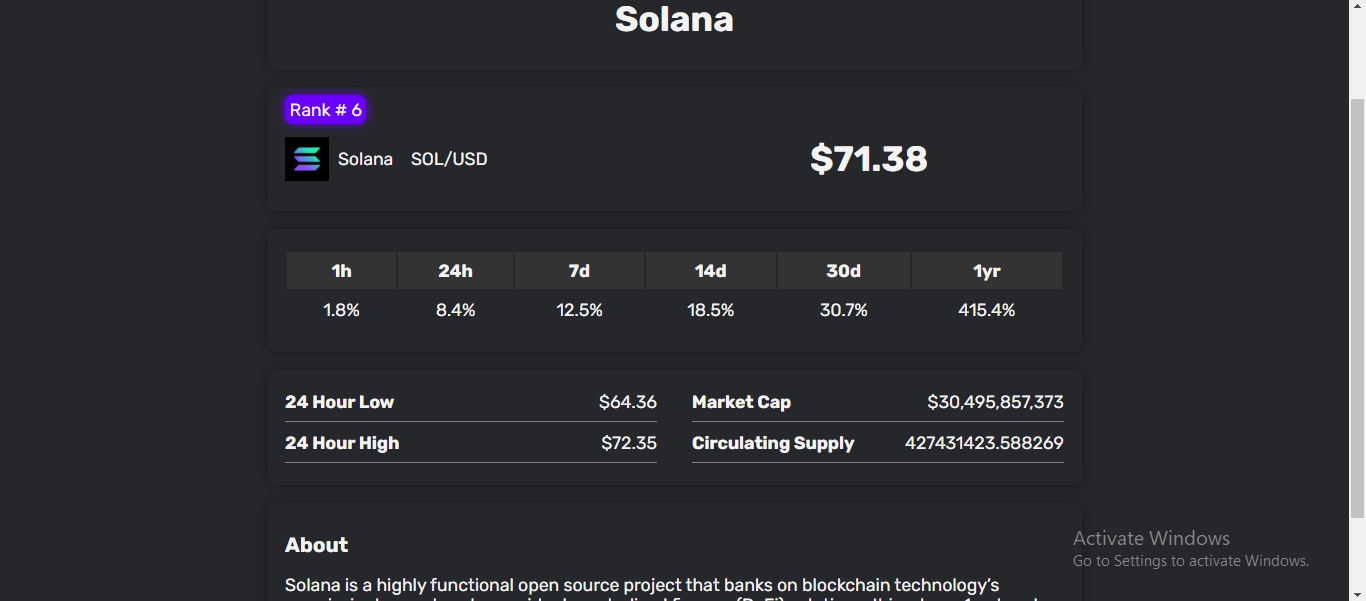 Solana
Rank # 6
Solana SOL/USD
$71.38
1h 24h 7d 14d 30d 1yr
1.8% 8.4% 12.5% 18.5% 30.7% 415.4%
24 Hour Low $64.36 Market Cap $30,495,857,373
24 Hour High $72.35 Circulating Supply 427431423.588269
About
Activate Windows
Go to Settings to activate Windows.
Solana is a highly functional open source project that banks on blockchain technology’s